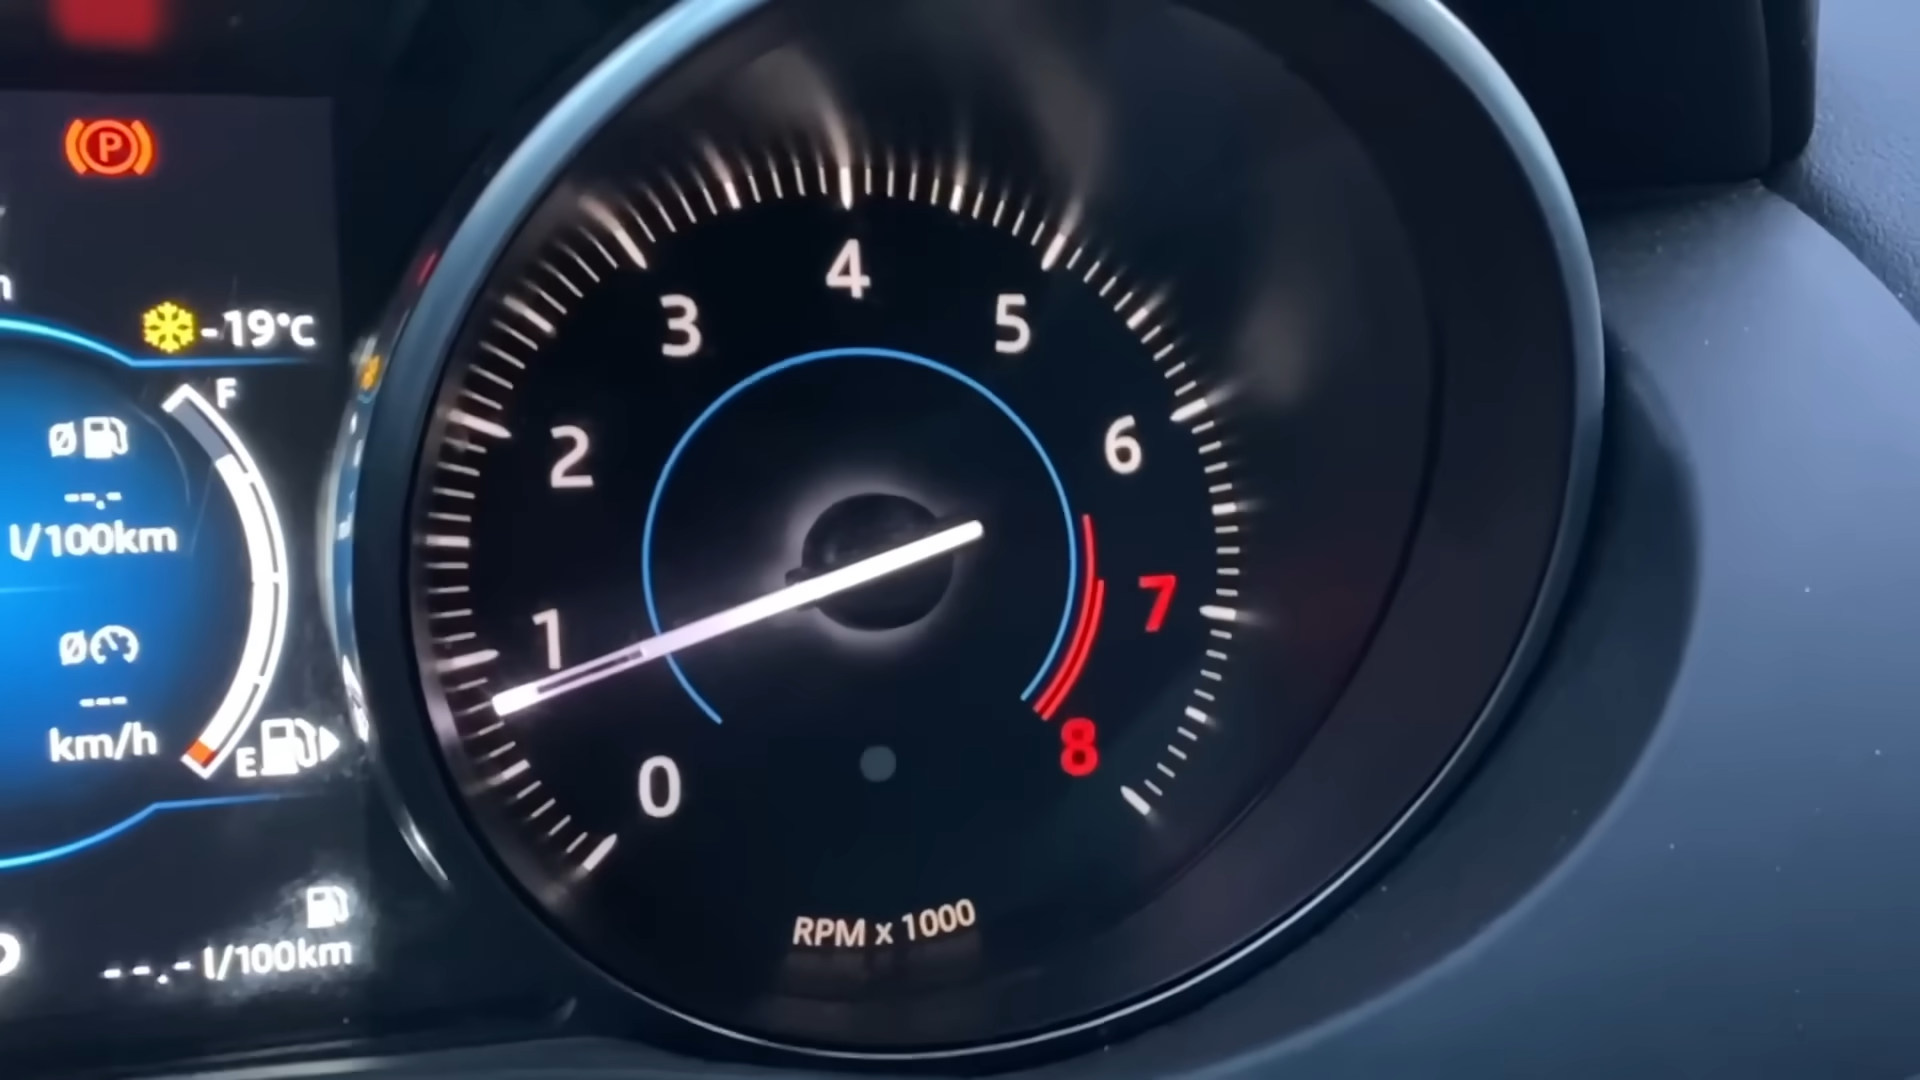 P
-19°C
F
Ø
--.-
l/100km
Ø
---
km/h
E
--.- l/100km
0
1
2
3
4
5
6
7
8
RPM x 1000